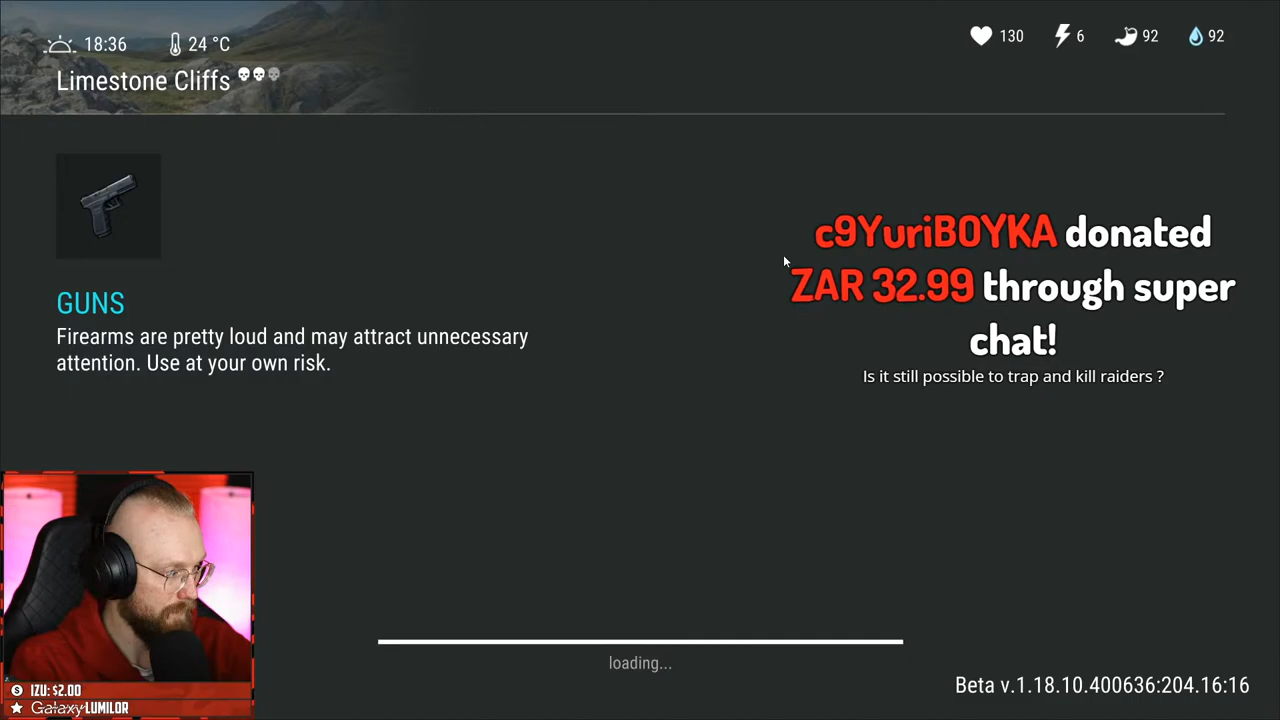 18:36 24 °C
130 6 92 92
Limestone Cliffs
GUNS
Firearms are pretty loud and may attract unnecessary
attention. Use at your own risk.
c9YuriBOYKA donated
ZAR 32.99 through super
chat!
Is it still possible to trap and kill raiders ?
loading...
IZU: $2.00
GalaxyLUMILOR
Beta v.1.18.10.400636:204.16:16